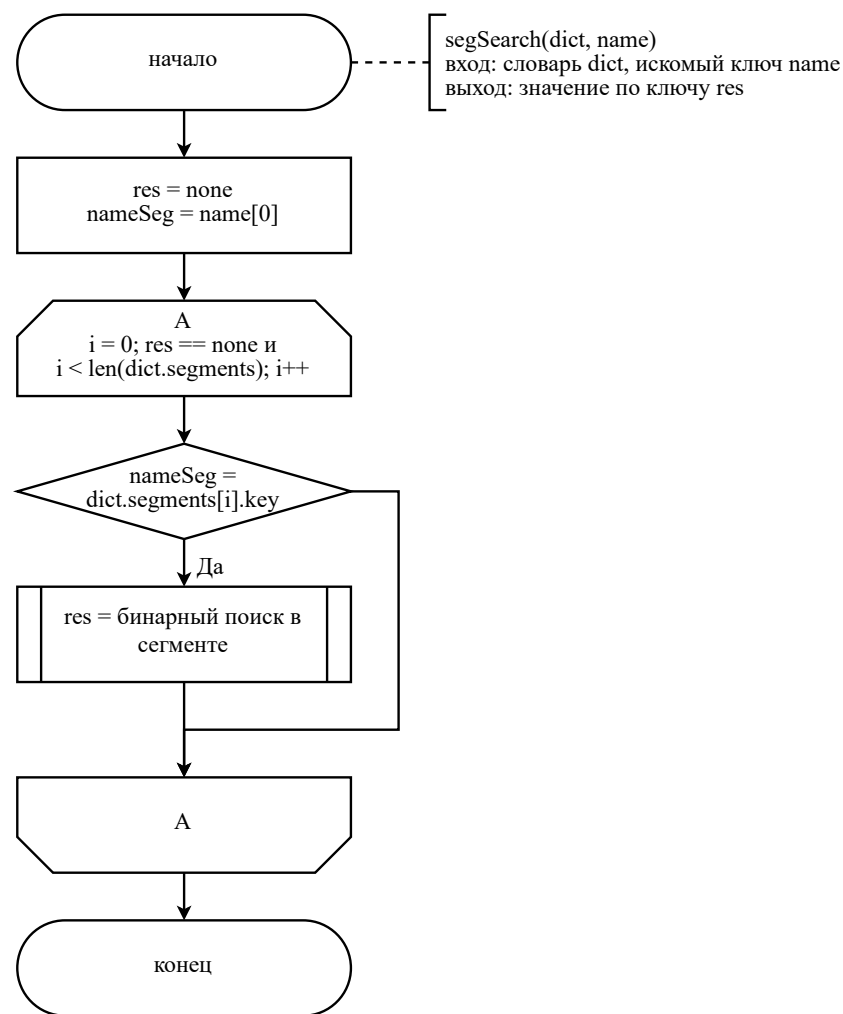 начало
segSearch(dict, name)
вход: словарь dict, искомый ключ name
выход: значение по ключу res
res = none
nameSeg = name[0]
A
i = 0; res == none и
i < len(dict.segments); i++
nameSeg =
dict.segments[i].key
Да
res = бинарный поиск в
сегменте
A
конец